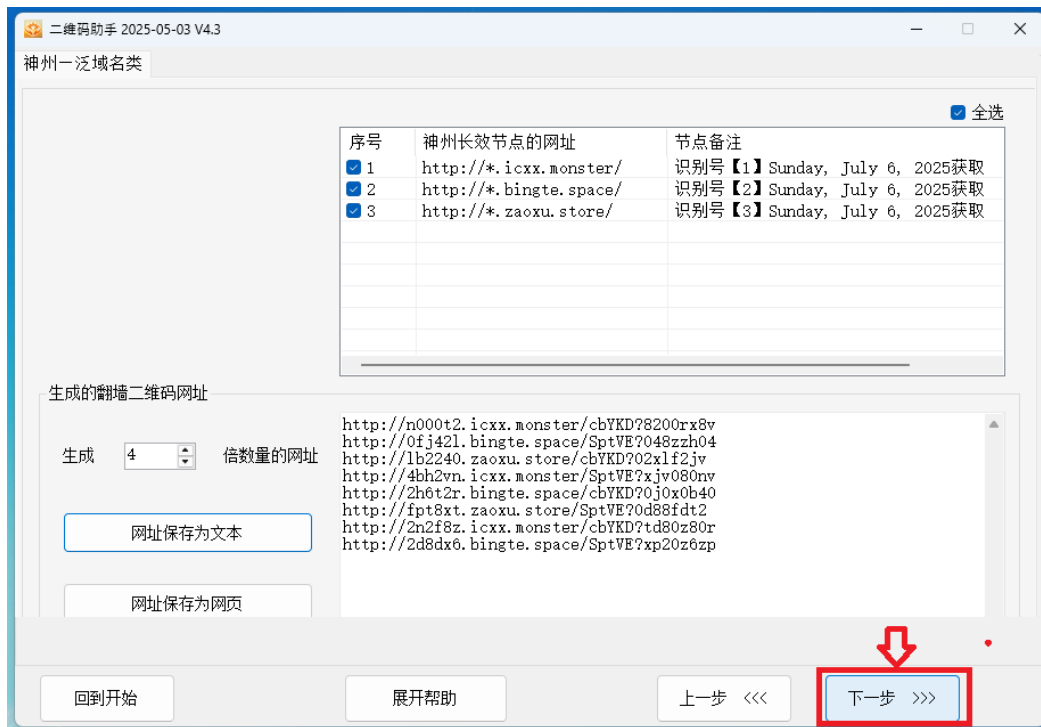 二维码助手 2025-05-03 V4.3
神州—泛域名类
全选
序号 神州长效节点的网址 节点备注
1 http://*.icxx.monster/ 识别号【1】Sunday, July 6, 2025获取
2 http://*.bingte.space/ 识别号【2】Sunday, July 6, 2025获取
3 http://*.zaoxu.store/ 识别号【3】Sunday, July 6, 2025获取
生成的翻墙二维码网址
生成 4 倍数量的网址
网址保存为文本
网址保存为网页
http://n000t2.icxx.monster/cbYKD?8200rx8v
http://0fj42l.bingte.space/SptVE?048zzh04
http://lb2240.zaoxu.store/cbYKD?02xlf2jv
http://4bh2vn.icxx.monster/SptVE?xjv080nv
http://2h6t2r.bingte.space/cbYKD?0j0x0b40
http://fpt8xt.zaoxu.store/SptVE?0d88fdt2
http://2n2f8z.icxx.monster/cbYKD?td80z80r
http://2d8dx6.bingte.space/SptVE?xp20z6zp
回到开始 展开帮助 上一步 <<< 下一步 >>>